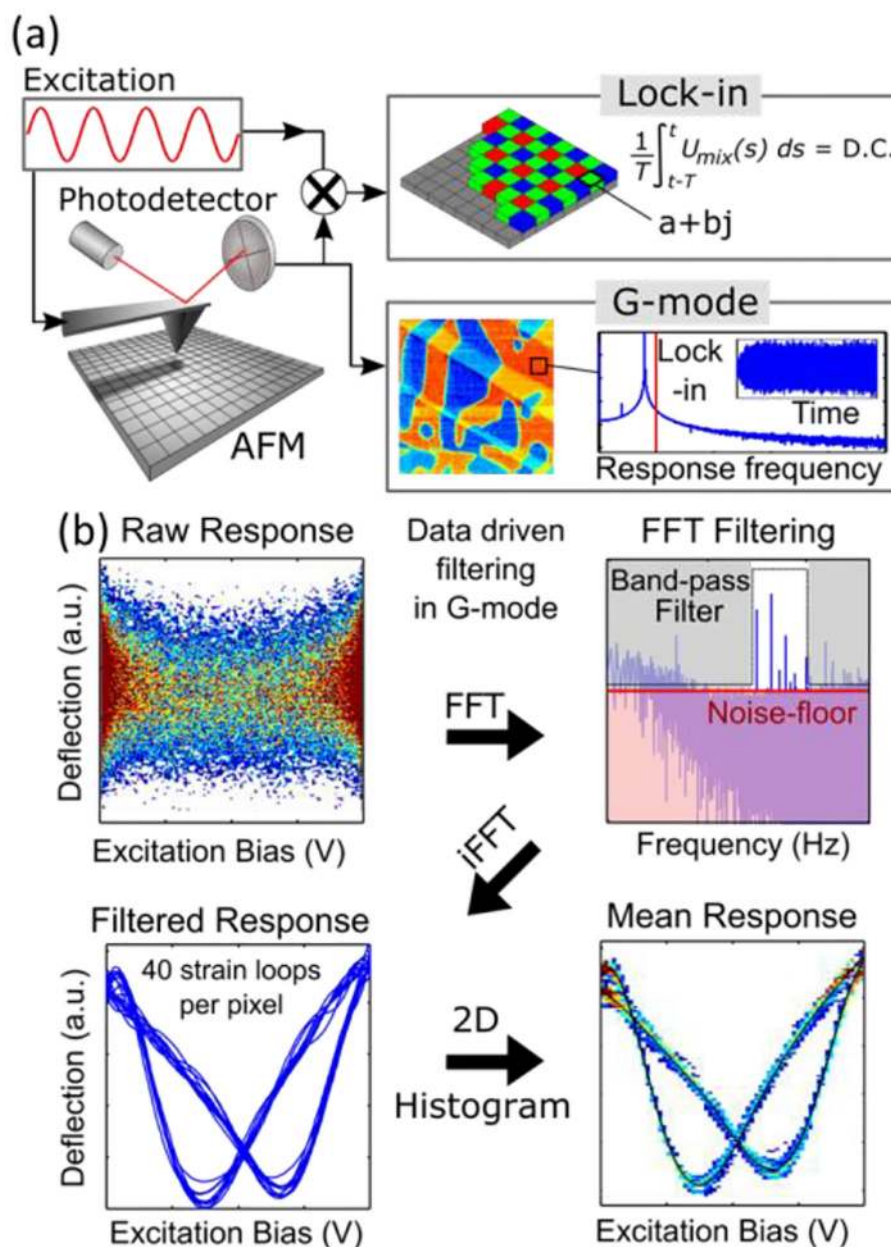 (a)
Excitation
Photodetector
AFM
Lock-in
1/T ∫ t t-T U mix (s) ds = D.C.
a+bj
G-mode
Lock
-in
Time
Response frequency
(b) Raw Response
Deflection (a.u.)
Excitation Bias (V)
Data driven
filtering
in G-mode
FFT
FFT Filtering
Band-pass
Filter
Noise-floor
Frequency (Hz)
iFFT
Filtered Response
40 strain loops
per pixel
Deflection (a.u.)
Excitation Bias (V)
2D
Histogram
Mean Response
Excitation Bias (V)